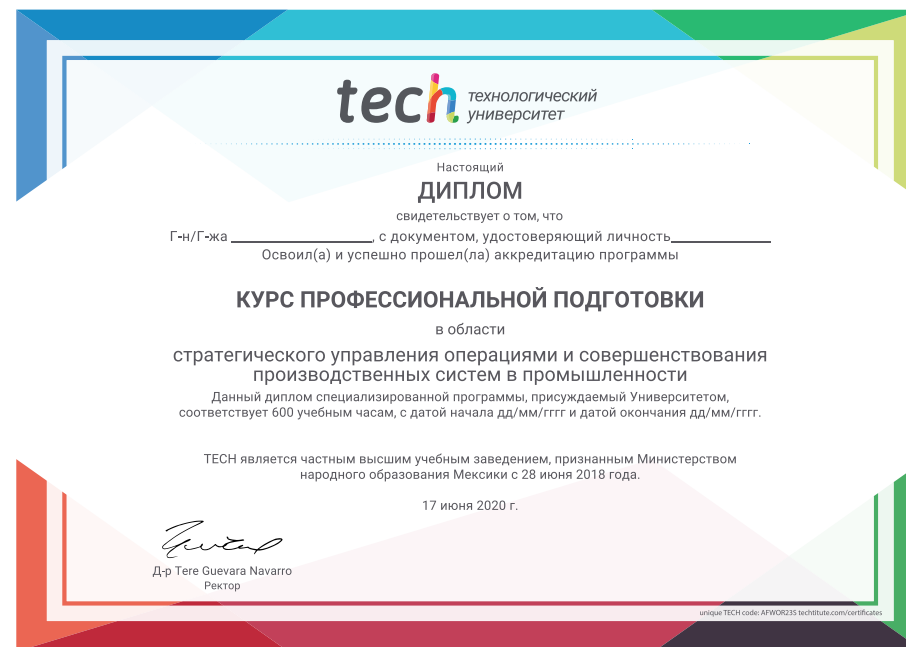 tech технологический
университет
Настоящий
ДИПЛОМ
свидетельствует о том, что
Г-н/Г-жа ____________________, с документом, удостоверяющий личность______________
Освоил(а) и успешно прошел(ла) аккредитацию программы
КУРС ПРОФЕССИОНАЛЬНОЙ ПОДГОТОВКИ
в области
стратегического управления операциями и совершенствования
производственных систем в промышленности
Данный диплом специализированной программы, присуждаемый Университетом,
соответствует 600 учебным часам, с датой начала дд/мм/гггг и датой окончания дд/мм/гггг.
TECH является частным высшим учебным заведением, признанным Министерством
народного образования Мексики с 28 июня 2018 года.
17 июня 2020 г.
Д-р Tere Guevara Navarro
Ректор
unique TECH code: AFWOR23S techtitute.com/certificates